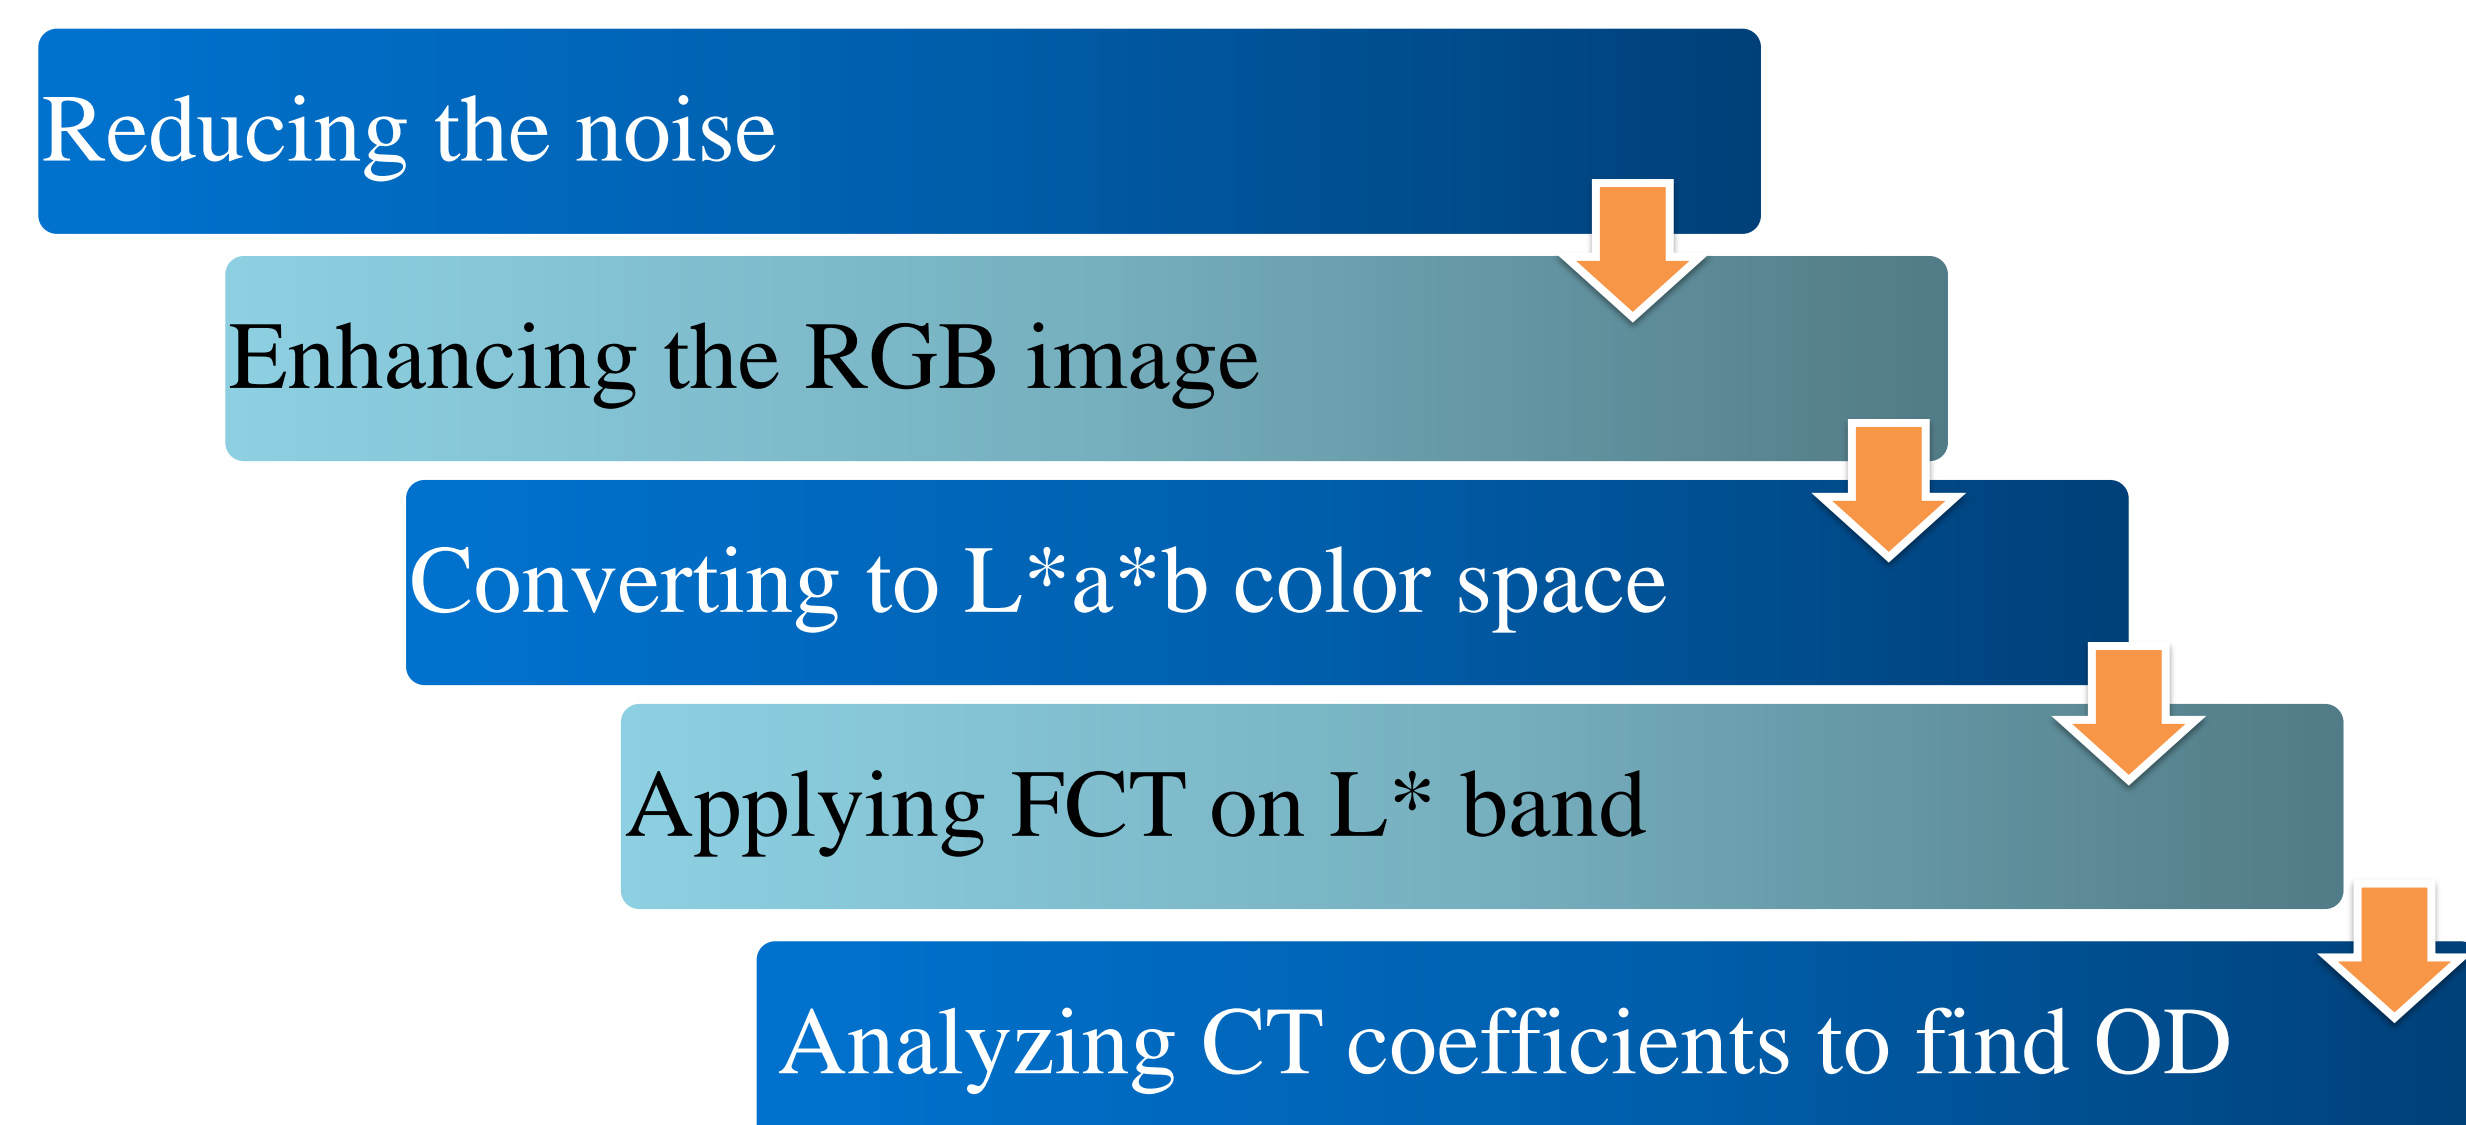 Reducing the noise
Enhancing the RGB image
Converting to L*a*b color space
Applying FCT on L* band
Analyzing CT coefficients to find OD